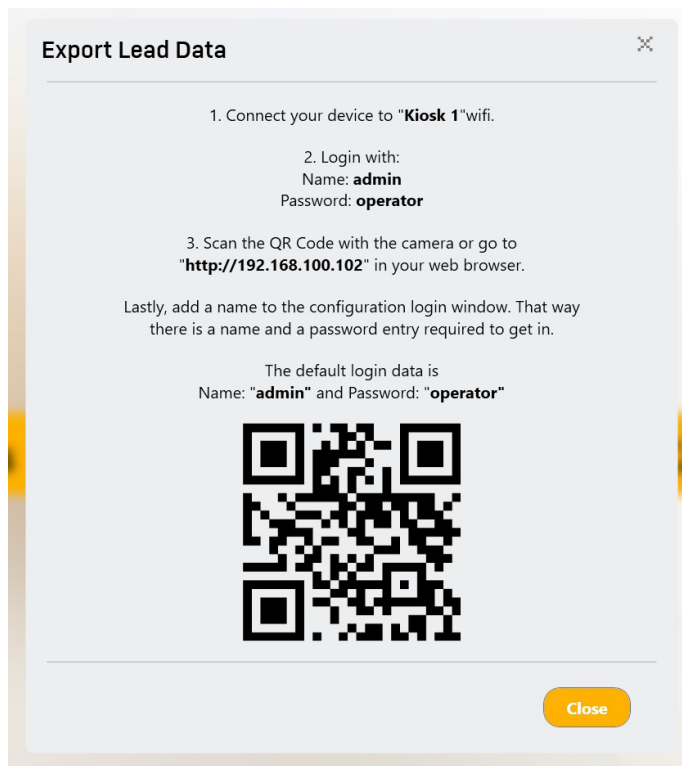 Export Lead Data
1. Connect your device to "Kiosk 1"wifi.
2. Login with:
Name: admin
Password: operator
3. Scan the QR Code with the camera or go to
"http://192.168.100.102" in your web browser.
Lastly, add a name to the configuration login window. That way
there is a name and a password entry required to get in.
The default login data is
Name: "admin" and Password: "operator"
Close